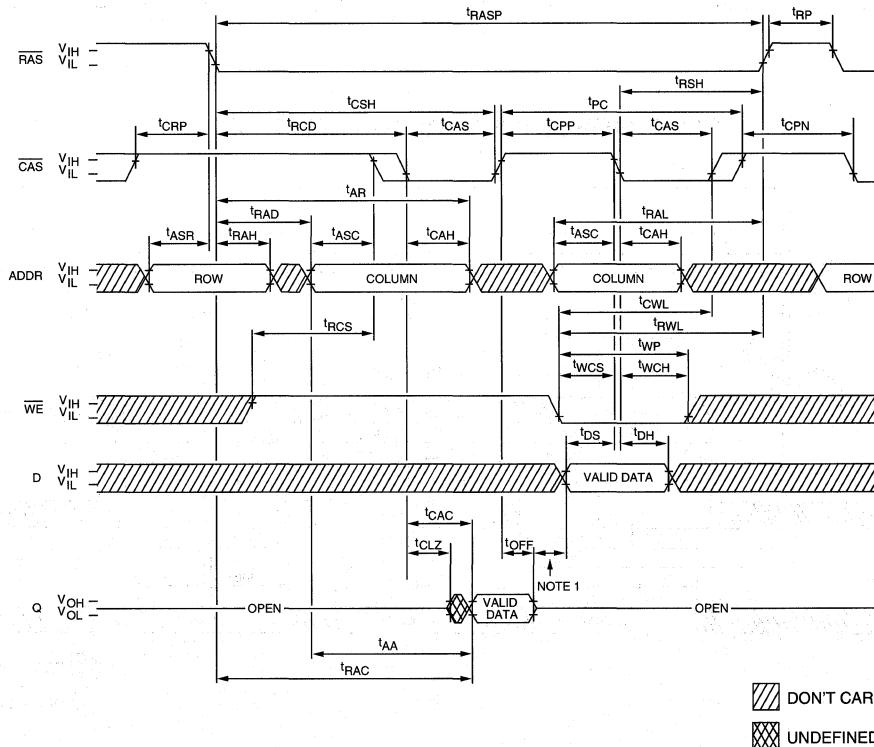 tRASP
tRP
RAS VIH
VIL
tRSH
tCSH
tPC
tCRP
tRCD
tCAS
tCPP
tCAS
tCPN
CAS VIH
VIL
tAR
tRAD
tRAL
tASR
tRAH
tASC
tCAH
tASC
tCAH
ADDR VIH
VIL
ROW
COLUMN
COLUMN
ROW
tCWL
tRCS
tRWL
tWP
tWCS
tWCH
WE VIH
VIL
tDS
tDH
D VIH
VIL
VALID DATA
tCAC
tCLZ
tOFF
NOTE 1
Q VOH
VOL
OPEN
VALID
DATA
OPEN
tAA
tRAC
DON'T CAR
UNDEFINED